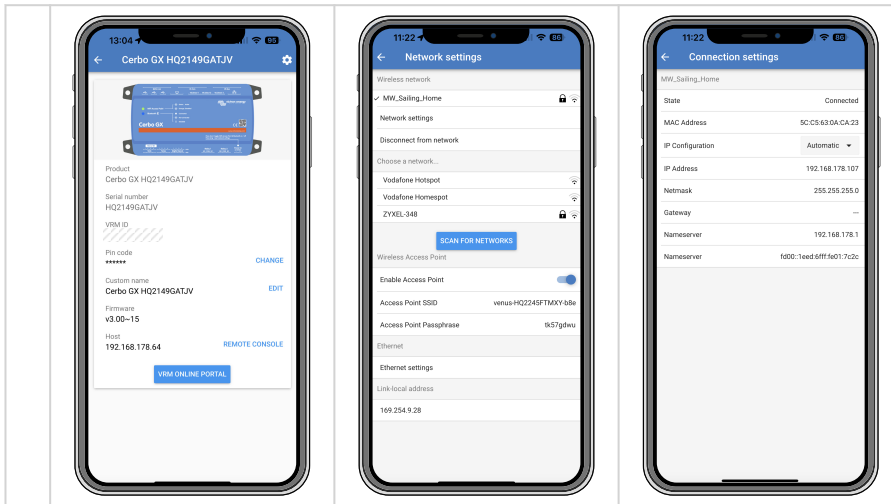 13:04
95
Cerbo GX HQ2149GATJV
Cerbo GX
Product
Cerbo GX HQ2149GATJV
Serial number
HQ2149GATJV
VRM ID
Pin code
****** CHANGE
Custom name
Cerbo GX HQ2149GATJV EDIT
Firmware
v3.00~15
Host
192.168.178.64 REMOTE CONSOLE
VRM ONLINE PORTAL
11:22
86
Network settings
Wireless network
MW_Sailing_Home
Network settings
Disconnect from network
Choose a network...
Vodafone Hotspot
Vodafone Homespot
ZYXEL-348
SCAN FOR NETWORKS
Wireless Access Point
Enable Access Point
Access Point SSID venus-HQ2245FTMXY-b8e
Access Point Passphrase tk57gdwu
Ethernet
Ethernet settings
Link-local address
169.254.9.28
11:22
86
Connection settings
MW_Sailing_Home
State Connected
MAC Address 5C:C5:63:0A:CA:23
IP Configuration Automatic
IP Address 192.168.178.107
Netmask 255.255.255.0
Gateway —
Nameserver 192.168.178.1
Nameserver fd00::1eed:6fff:fe01:7c2c